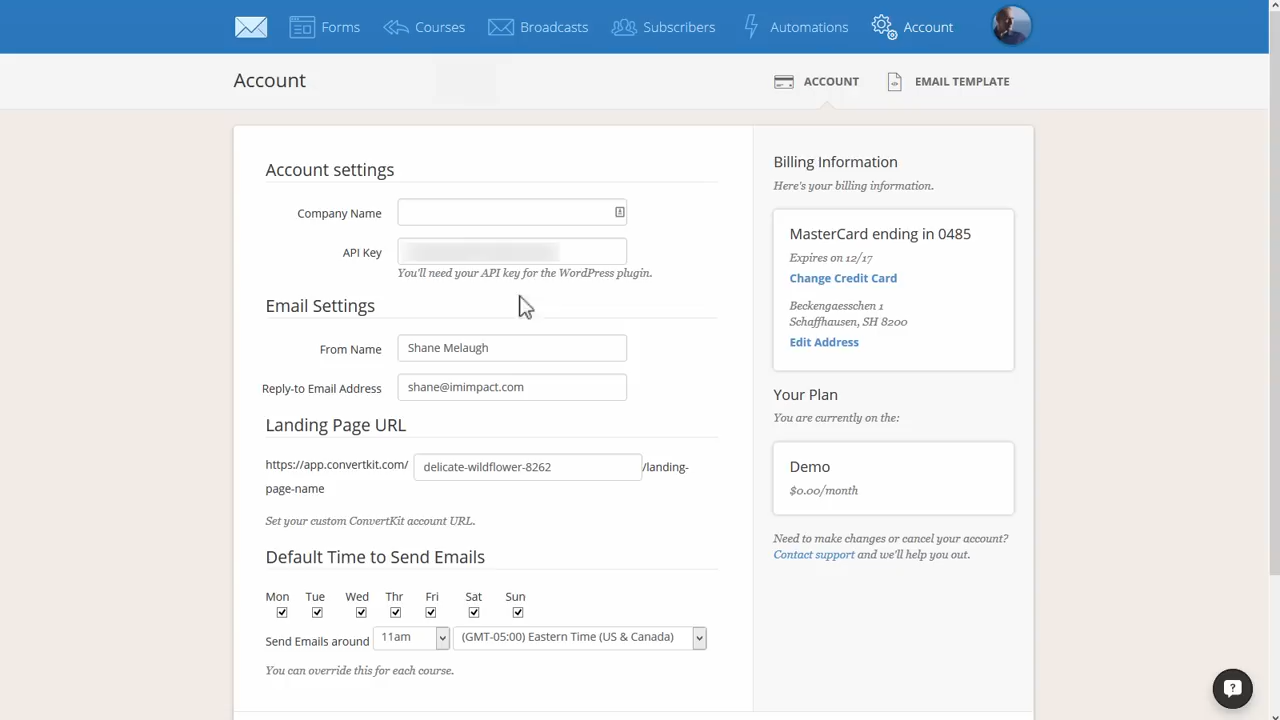 Forms Courses Broadcasts Subscribers Automations Account
Account ACCOUNT EMAIL TEMPLATE
Account settings
Company Name
API Key
You'll need your API key for the WordPress plugin.
Email Settings
From Name Shane Melaugh
Reply-to Email Address shane@imimpact.com
Landing Page URL
https://app.convertkit.com/ delicate-wildflower-8262 /landing-
page-name
Set your custom ConvertKit account URL.
Default Time to Send Emails
Mon Tue Wed Thr Fri Sat Sun
Send Emails around 11am (GMT-05:00) Eastern Time (US & Canada)
You can override this for each course.
Billing Information
Here's your billing information.
MasterCard ending in 0485
Expires on 12/17
Change Credit Card
Beckengaesschen 1
Schaffhausen, SH 8200
Edit Address
Your Plan
You are currently on the:
Demo
$0.00/month
Need to make changes or cancel your account?
Contact support and we'll help you out.